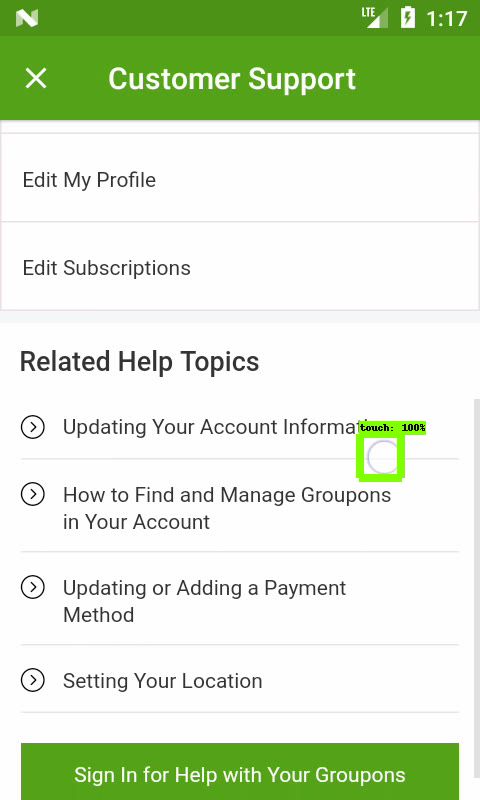 LTE 1:17
Customer Support
Edit My Profile
Edit Subscriptions
Related Help Topics
Updating Your Account
touch: 100%
How to Find and Manage Groupons
in Your Account
Updating or Adding a Payment
Method
Setting Your Location
Sign In for Help with Your Groupons